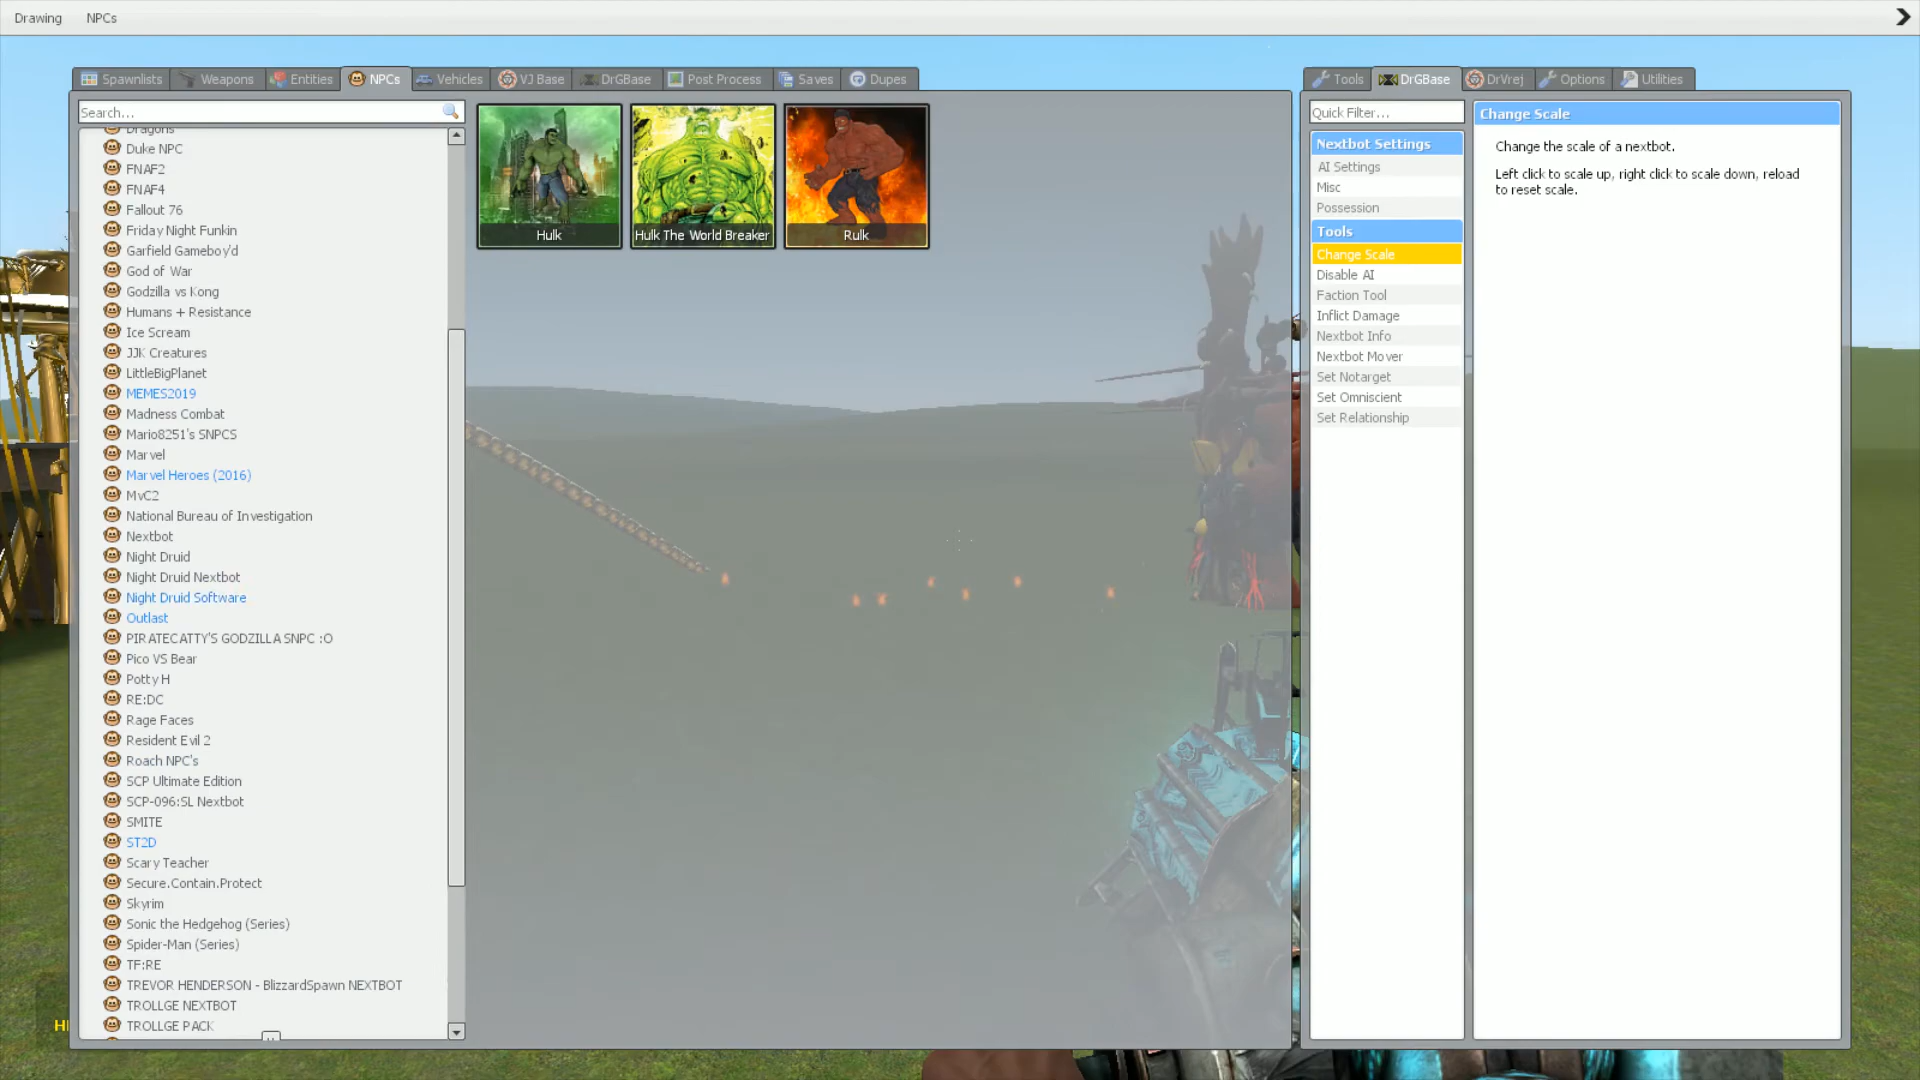 Drawing NPCs
Spawnlists Weapons Entities NPCs Vehicles VJ Base DrGBase Post Process Saves Dupes
Search...
Dragons
Duke NPC
FNAF2
FNAF4
Fallout 76
Friday Night Funkin
Garfield Gameboy'd
God of War
Godzilla vs Kong
Humans + Resistance
Ice Scream
JJK Creatures
LittleBigPlanet
MEMES2019
Madness Combat
Mario8251's SNPCS
Marvel
Marvel Heroes (2016)
MvC2
National Bureau of Investigation
Nextbot
Night Druid
Night Druid Nextbot
Night Druid Software
Outlast
PIRATECATTY'S GODZILLA SNPC :O
Pico VS Bear
Potty H
RE:DC
Rage Faces
Resident Evil 2
Roach NPC's
SCP Ultimate Edition
SCP-096:SL Nextbot
SMITE
ST2D
Scary Teacher
Secure.Contain.Protect
Skyrim
Sonic the Hedgehog (Series)
Spider-Man (Series)
TF:RE
TREVOR HENDERSON - BlizzardSpawn NEXTBOT
TROLLGE NEXTBOT
TROLLGE PACK
Hulk
Hulk The World Breaker
Rulk
Tools DrGBase DrVrej Options Utilities
Quick Filter...
Nextbot Settings
AI Settings
Misc
Possession
Tools
Change Scale
Disable AI
Faction Tool
Inflict Damage
Nextbot Info
Nextbot Mover
Set Notarget
Set Omniscient
Set Relationship
Change Scale
Change the scale of a nextbot.
Left click to scale up, right click to scale down, reload
to reset scale.